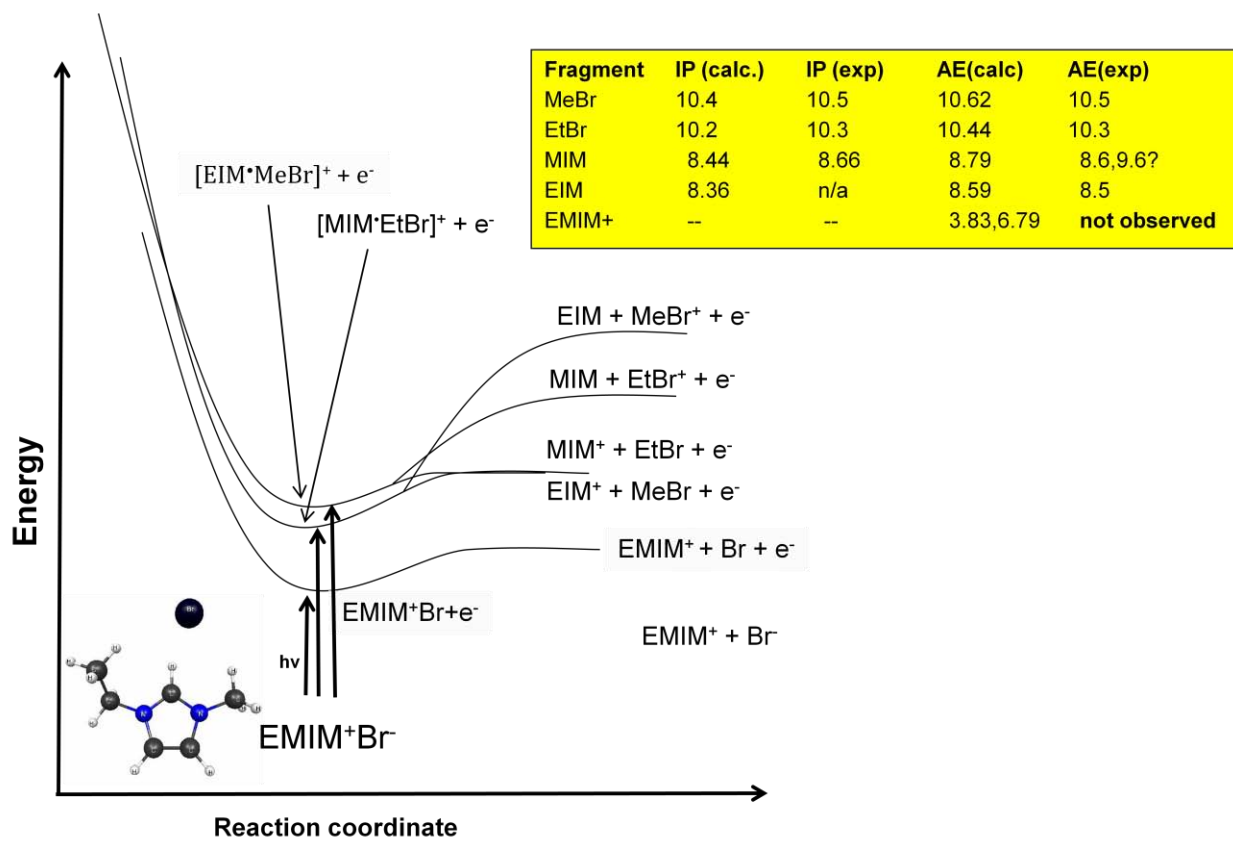 Fragment IP (calc.) IP (exp) AE(calc) AE(exp)
MeBr 10.4 10.5 10.62 10.5
EtBr 10.2 10.3 10.44 10.3
MIM 8.44 8.66 8.79 8.6,9.6?
EIM 8.36 n/a 8.59 8.5
EMIM+ -- -- 3.83,6.79 not observed
[EIM•MeBr]⁺ + e⁻
[MIM•EtBr]⁺ + e⁻
EIM + MeBr⁺ + e⁻
MIM + EtBr⁺ + e⁻
MIM⁺ + EtBr + e⁻
EIM⁺ + MeBr + e⁻
EMIM⁺ + Br + e⁻
EMIM⁺Br+e⁻
EMIM⁺ + Br⁻
hν
EMIM⁺Br⁻
Energy
Reaction coordinate